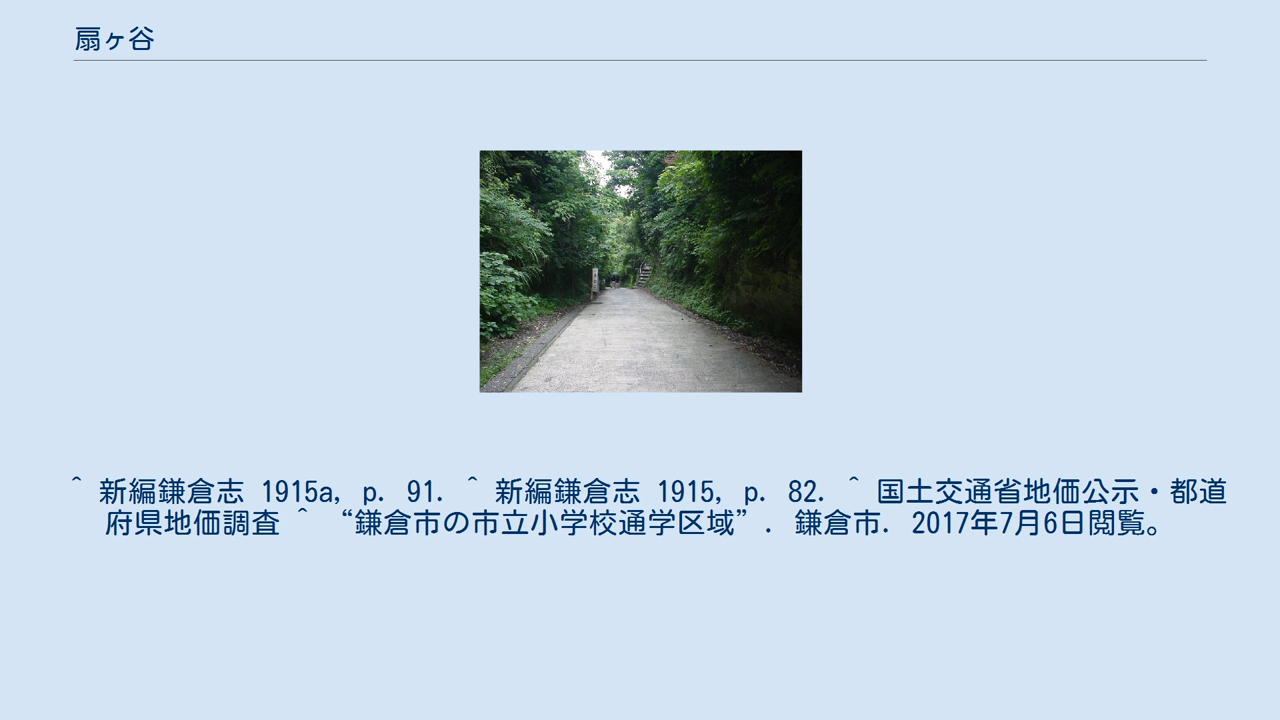 扇ヶ谷
^ 新編鎌倉志 1915a, p. 91. ^ 新編鎌倉志 1915, p. 82. ^ 国土交通省地価公示・都道
府県地価調査 ^ “鎌倉市の市立小学校通学区域”. 鎌倉市. 2017年7月6日閲覧。